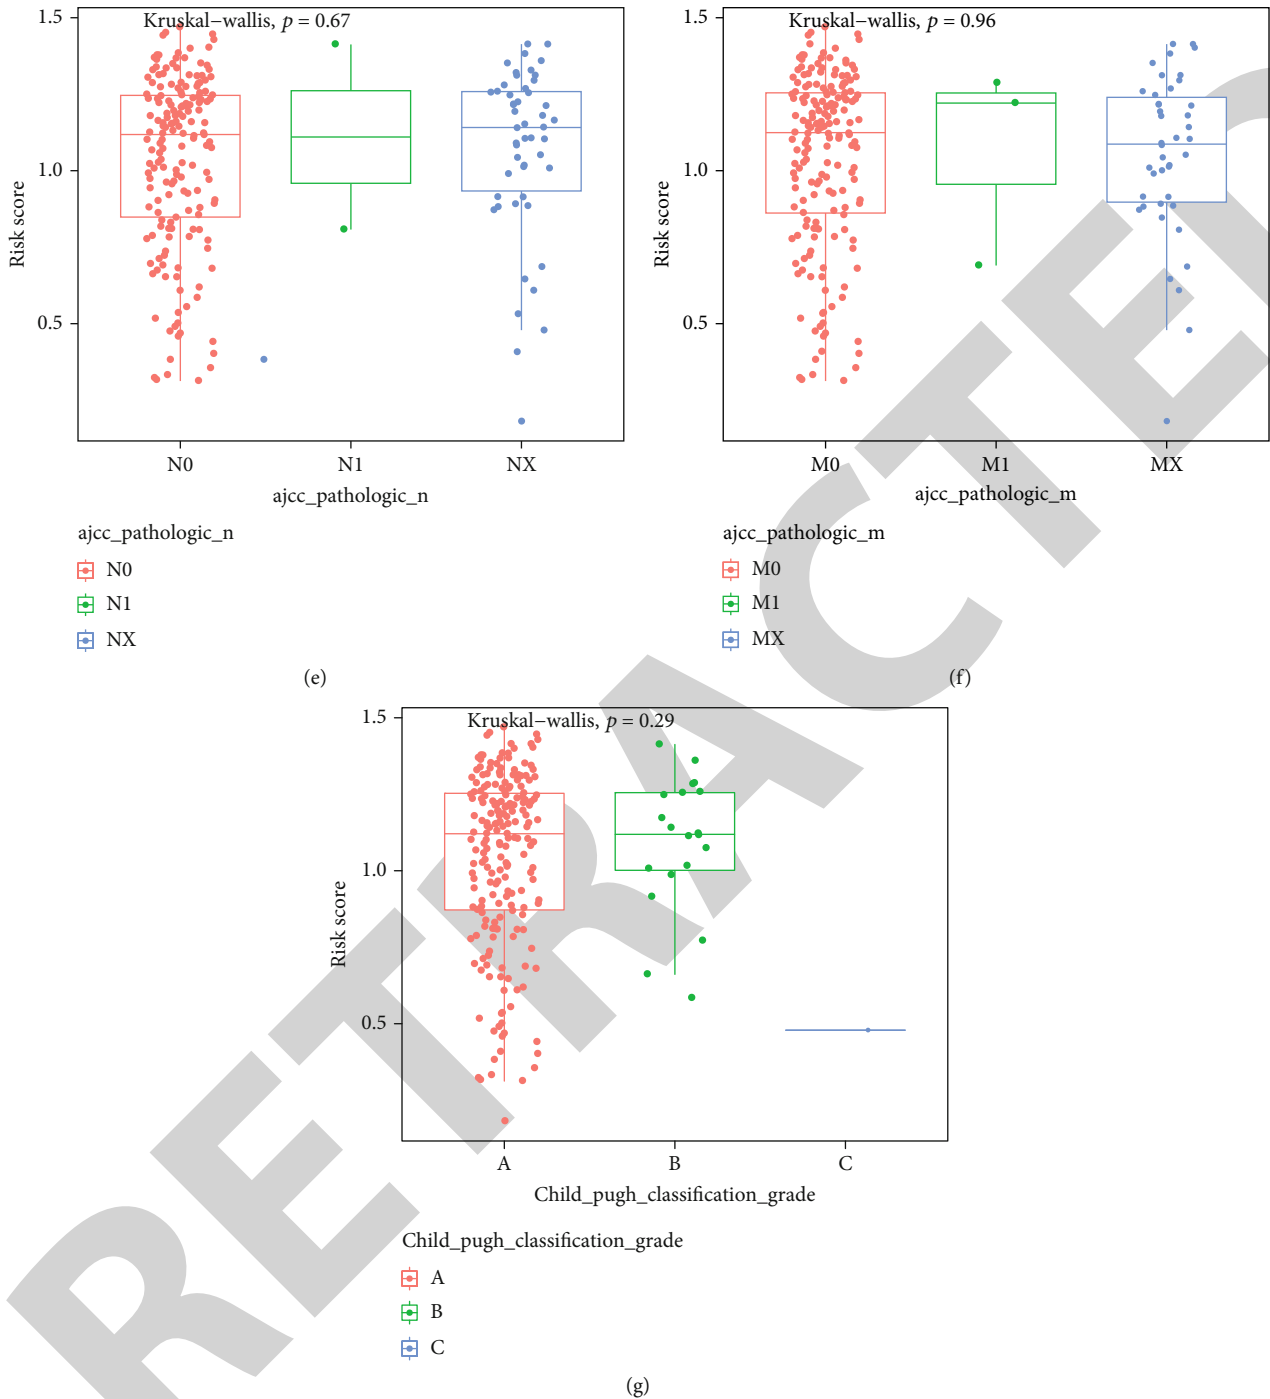 Kruskal−wallis, p = 0.67
1.5
1.0
0.5
Risk score
N0 N1 NX
ajcc_pathologic_n
ajcc_pathologic_n
N0
N1
NX
(e)
Kruskal−wallis, p = 0.96
1.5
1.0
0.5
Risk score
M0 M1 MX
ajcc_pathologic_m
ajcc_pathologic_m
M0
M1
MX
(f)
Kruskal−wallis, p = 0.29
1.5
1.0
0.5
Risk score
A B C
Child_pugh_classification_grade
Child_pugh_classification_grade
A
B
C
(g)
RETRACTED